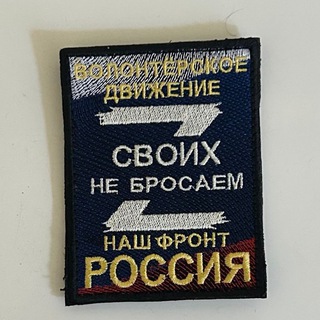 ВОЛОНТЕРСКОЕ
ДВИЖЕНИЕ
СВОИХ
НЕ БРОСАЕМ
НАШ ФРОНТ
РОССИЯ